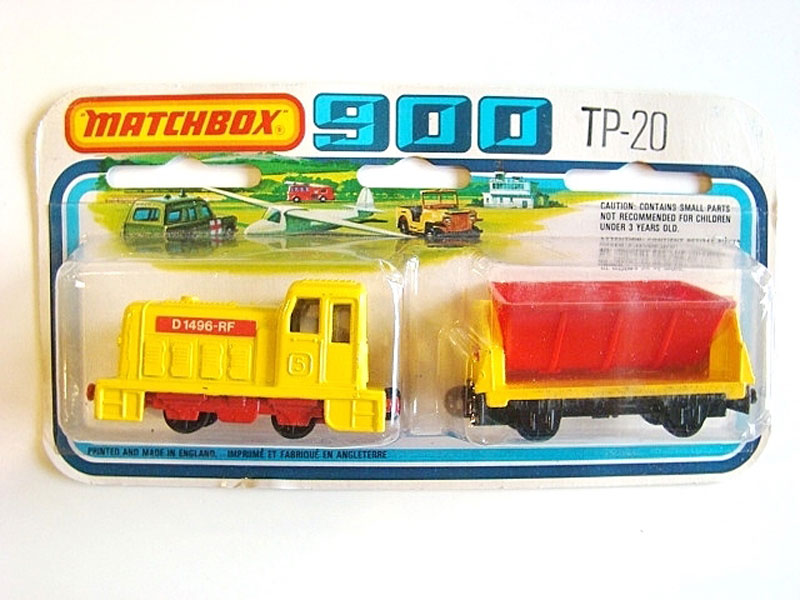 MATCHBOX®
900
TP-20
CAUTION: CONTAINS SMALL PARTS
NOT RECOMMENDED FOR CHILDREN
UNDER 3 YEARS OLD.
D1496-RF
S
PRINTED AND MADE IN ENGLAND. IMPRIMÉ ET FABRIQUÉ EN ANGLETERRE